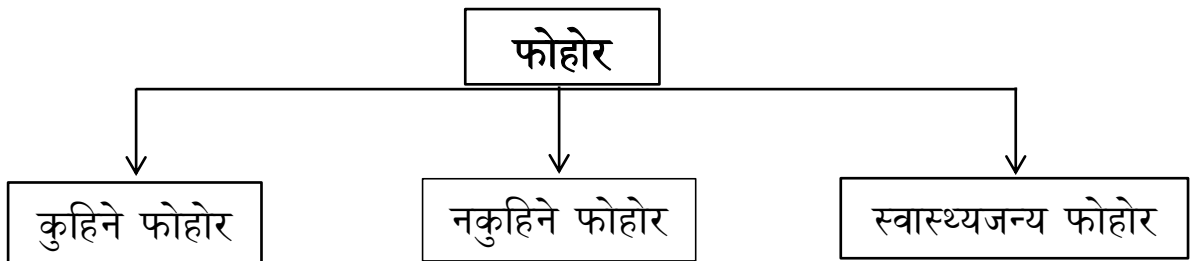 फोहोर
कुहिने फोहोर
नकुहिने फोहोर
स्वास्थ्यजन्य फोहोर